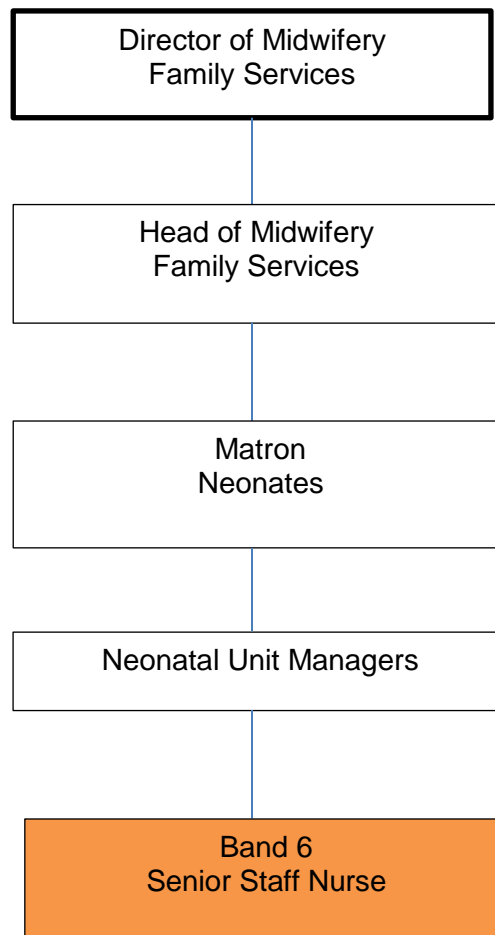 Director of Midwifery
Family Services
Head of Midwifery
Family Services
Matron
Neonates
Neonatal Unit Managers
Band 6
Senior Staff Nurse